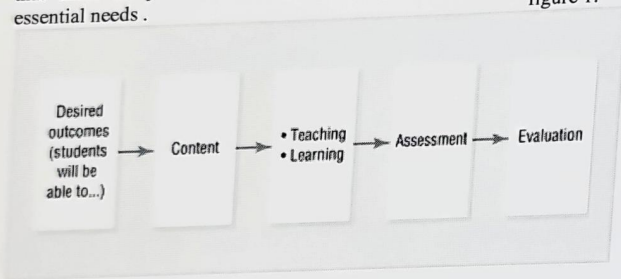 essential needs .
Desired
outcomes
(students
will be
able to...)
Content
• Teaching
• Learning
Assessment
Evaluation